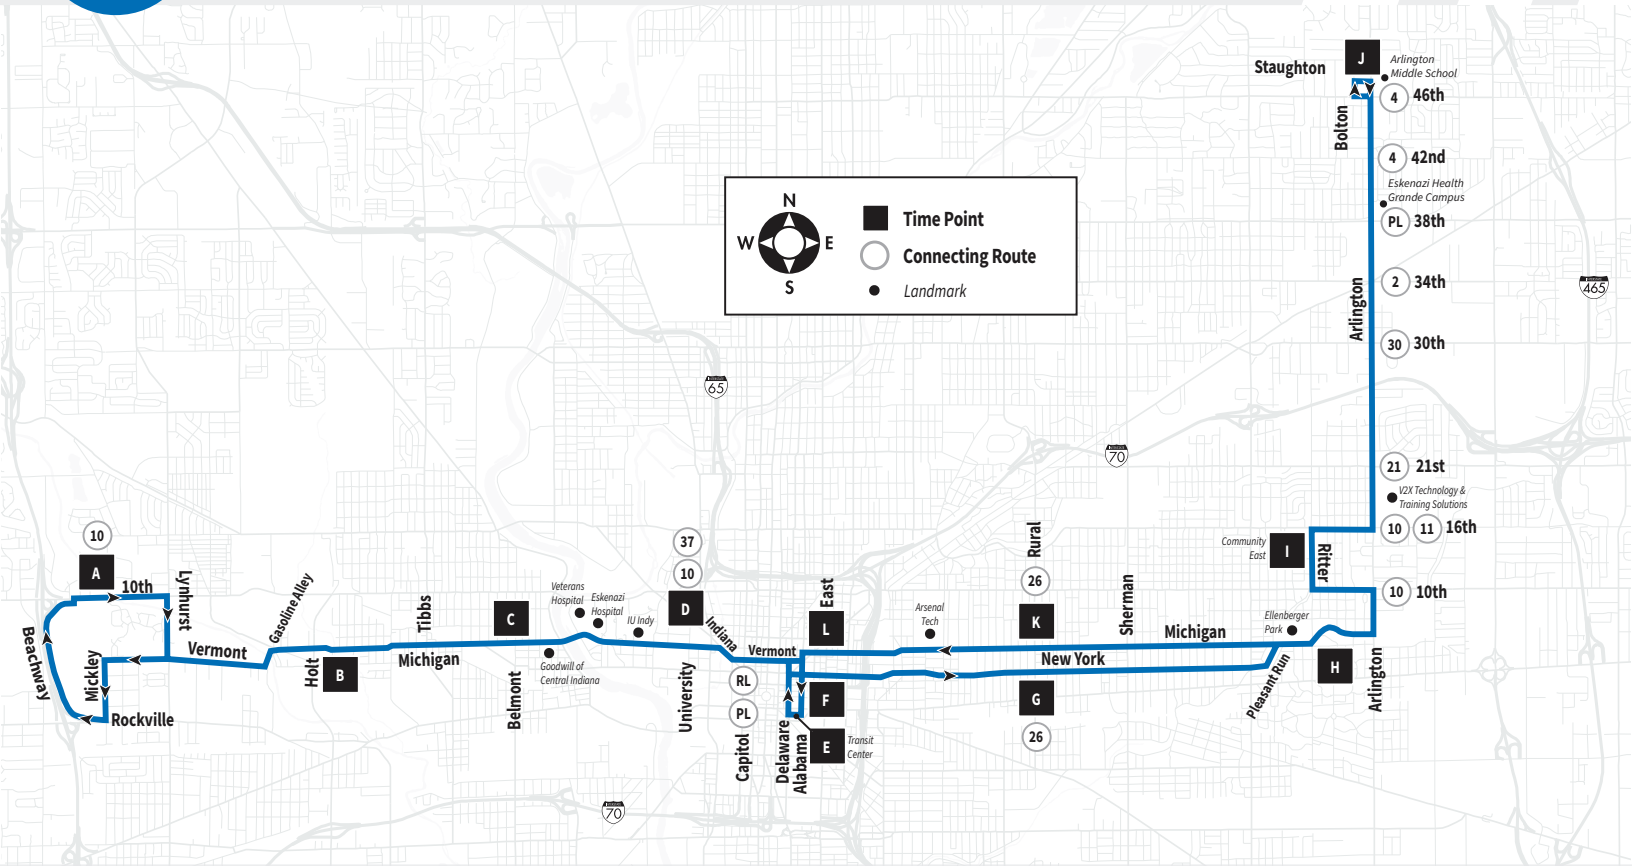 J
Staughton
Arlington
Middle School
4
46th
Bolton
4
42nd
Eskenazi Health
Grande Campus
PL
38th
N
W
E
S
Time Point
Connecting Route
Landmark
2
34th
465
Arlington
30
30th
65
70
21
21st
V2X Technology &
Training Solutions
10
11
16th
Community
East
I
Ritter
10
10th
10
A
10th
Lynhurst
Beachway
Mickley
Rockville
Vermont
Gasoline Alley
Holt
B
Tibbs
Michigan
C
Belmont
Veterans
Hospital
Eskenazi
Hospital
IU Indy
Goodwill of
Central Indiana
37
10
D
Indiana
University
Vermont
RL
PL
Capitol
Delaware
Alabama
East
L
F
E
Transit
Center
Arsenal
Tech
Rural
26
K
New York
G
26
Sherman
Michigan
Ellenberger
Park
Pleasant Run
H
Arlington
70